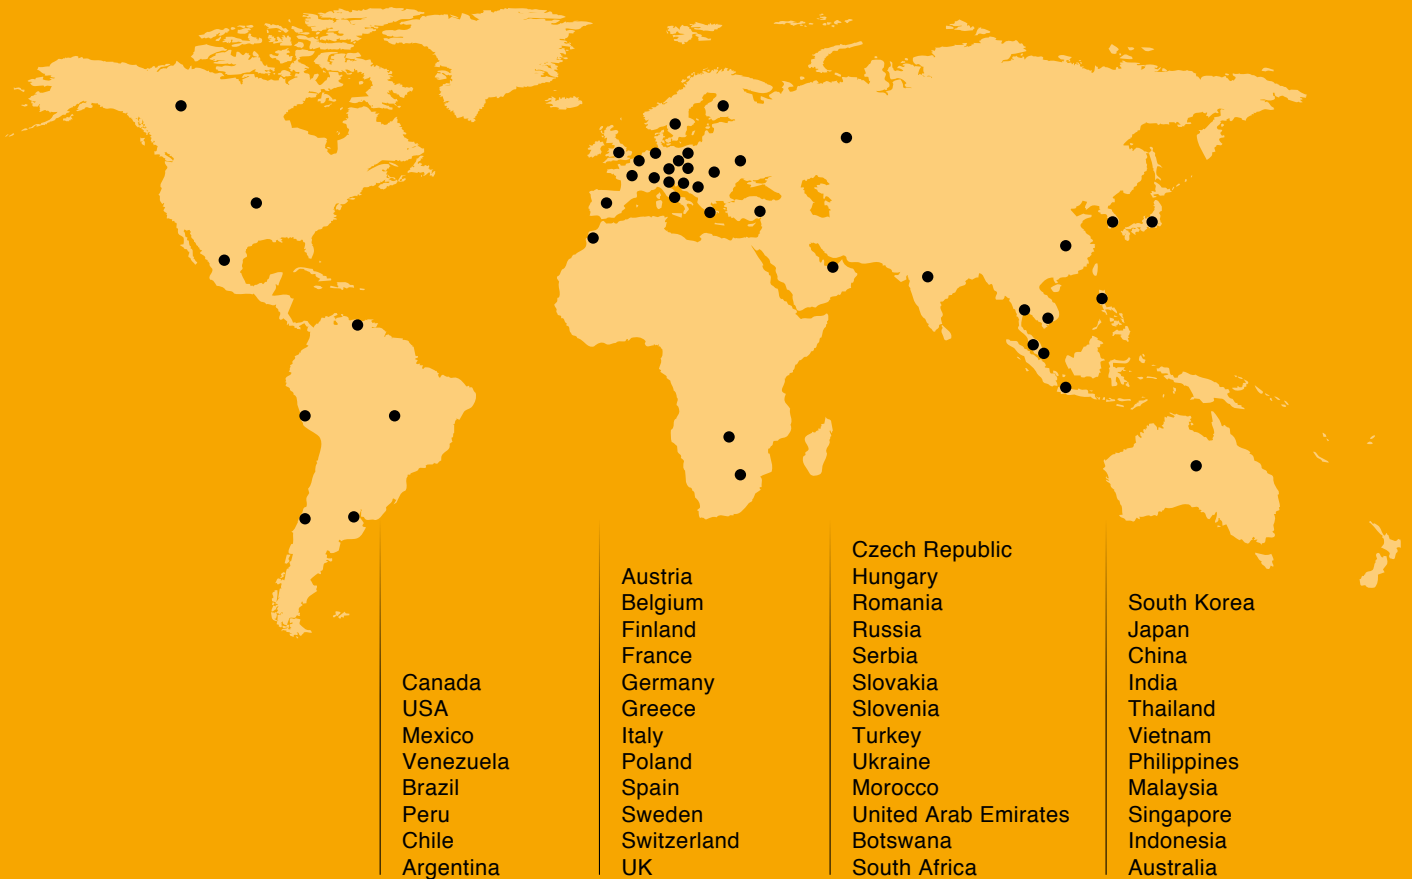 Canada
USA
Mexico
Venezuela
Brazil
Peru
Chile
Argentina
Austria
Belgium
Finland
France
Germany
Greece
Italy
Poland
Spain
Sweden
Switzerland
UK
Czech Republic
Hungary
Romania
Russia
Serbia
Slovakia
Slovenia
Turkey
Ukraine
Morocco
United Arab Emirates
Botswana
South Africa
South Korea
Japan
China
India
Thailand
Vietnam
Philippines
Malaysia
Singapore
Indonesia
Australia